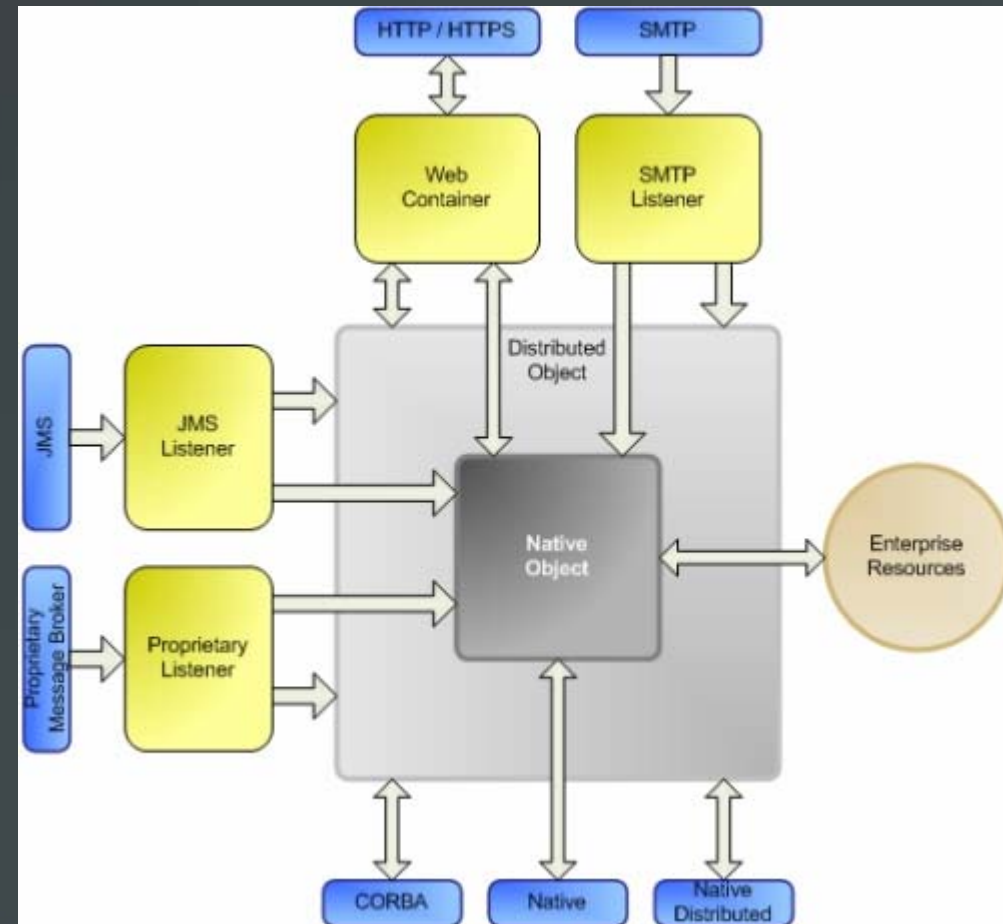 HTTP / HTTPS
SMTP
Web
Container
SMTP
Listener
Distributed
Object
JMS
JMS
Listener
Native
Object
Enterprise
Resources
Proprietary
Message Broker
Proprietary
Listener
CORBA
Native
Native
Distributed